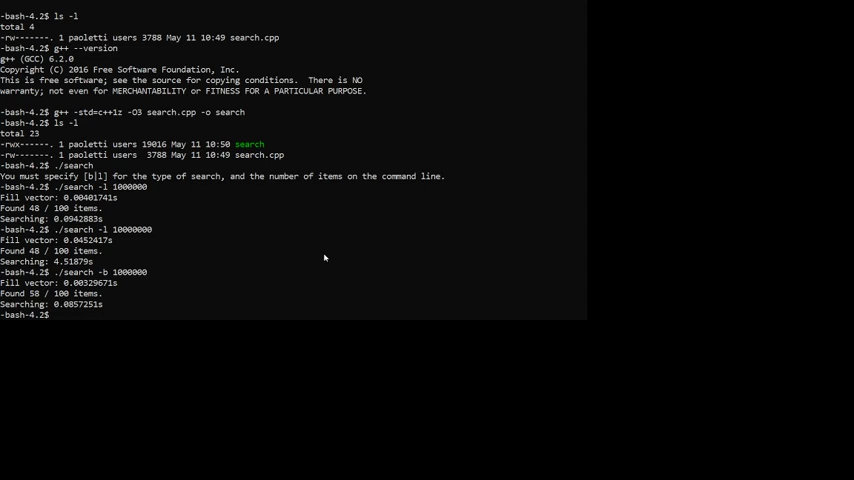 -bash-4.2$ ls -l
total 4
-rw-------. 1 paoletti users 3788 May 11 10:49 search.cpp
-bash-4.2$ g++ --version
g++ (GCC) 6.2.0
Copyright (C) 2016 Free Software Foundation, Inc.
This is free software; see the source for copying conditions.  There is NO
warranty; not even for MERCHANTABILITY or FITNESS FOR A PARTICULAR PURPOSE.
-bash-4.2$ g++ -std=c++1z -O3 search.cpp -o search
-bash-4.2$ ls -l
total 23
-rwx------. 1 paoletti users 19016 May 11 10:50 search
-rw-------. 1 paoletti users  3788 May 11 10:49 search.cpp
-bash-4.2$ ./search
You must specify [b|l] for the type of search, and the number of items on the command line.
-bash-4.2$ ./search -l 1000000
Fill vector: 0.00401741s
Found 48 / 100 items.
Searching: 0.0942883s
-bash-4.2$ ./search -l 10000000
Fill vector: 0.0452417s
Found 48 / 100 items.
Searching: 4.51879s
-bash-4.2$ ./search -b 1000000
Fill vector: 0.00329671s
Found 58 / 100 items.
Searching: 0.0857251s
-bash-4.2$